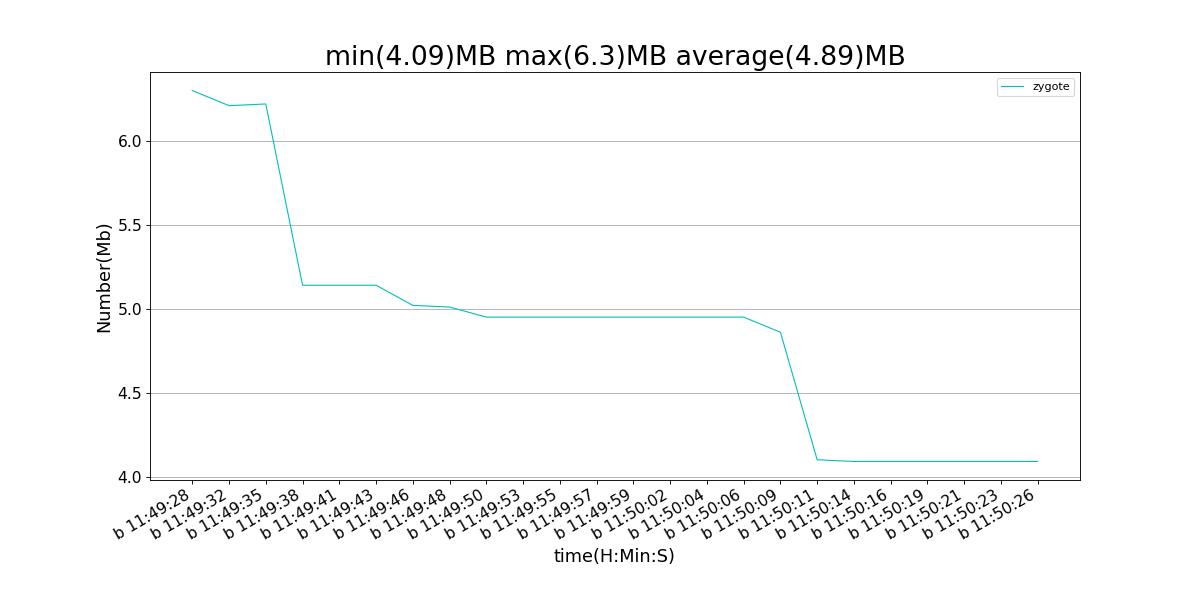 min(4.09)MB max(6.3)MB average(4.89)MB
zygote
6.0
5.5
5.0
4.5
4.0
Number(Mb)
b 11:49:28
b 11:49:32
b 11:49:35
b 11:49:38
b 11:49:41
b 11:49:43
b 11:49:46
b 11:49:48
b 11:49:50
b 11:49:53
b 11:49:55
b 11:49:57
b 11:49:59
b 11:50:02
b 11:50:04
b 11:50:06
b 11:50:09
b 11:50:11
b 11:50:14
b 11:50:16
b 11:50:19
b 11:50:21
b 11:50:23
b 11:50:26
time(H:Min:S)